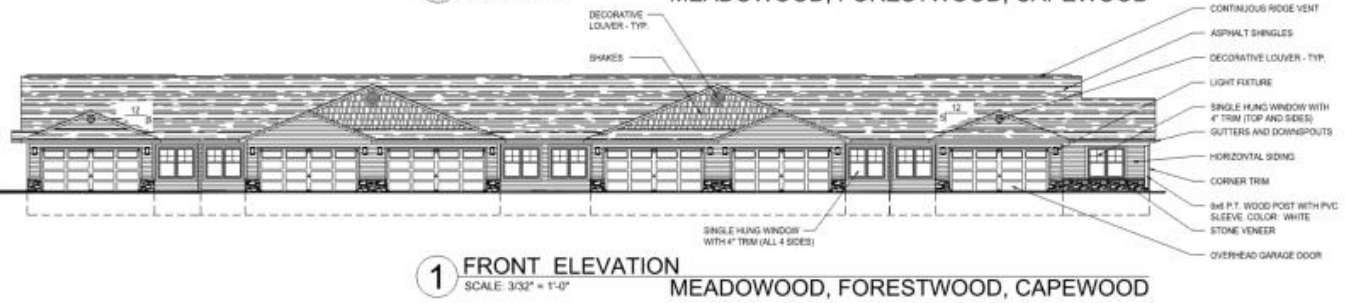 MEADOWOOD, FORESTWOOD, CAPEWOOD
DECORATIVE
LOUVER - TYP.
SHAKES
CONTINUOUS RIDGE VENT
ASPHALT SHINGLES
DECORATIVE LOUVER - TYP.
LIGHT FIXTURE
SINGLE HUNG WINDOW WITH
4" TRIM (TOP AND SIDES)
GUTTERS AND DOWNSPOUTS
HORIZONTAL SIDING
CORNER TRIM
6x6 P.T. WOOD POST WITH PVC
SLEEVE COLOR: WHITE
STONE VENEER
OVERHEAD GARAGE DOOR
12
12
5
SINGLE HUNG WINDOW
WITH 4" TRIM (ALL 4 SIDES)
1 FRONT ELEVATION
SCALE: 3/32" = 1'-0"
MEADOWOOD, FORESTWOOD, CAPEWOOD